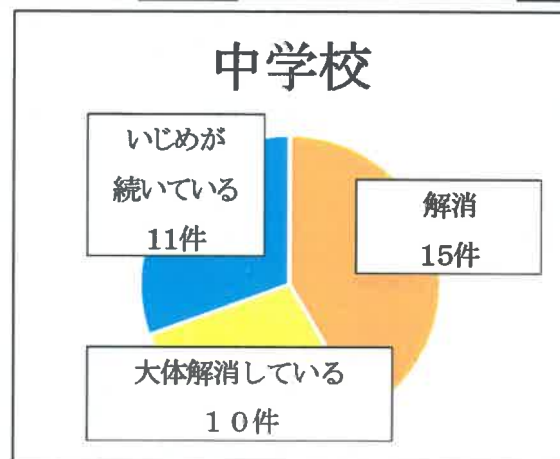 中学校
いじめが
続いている
11件
解消
15件
大体解消している
１０件